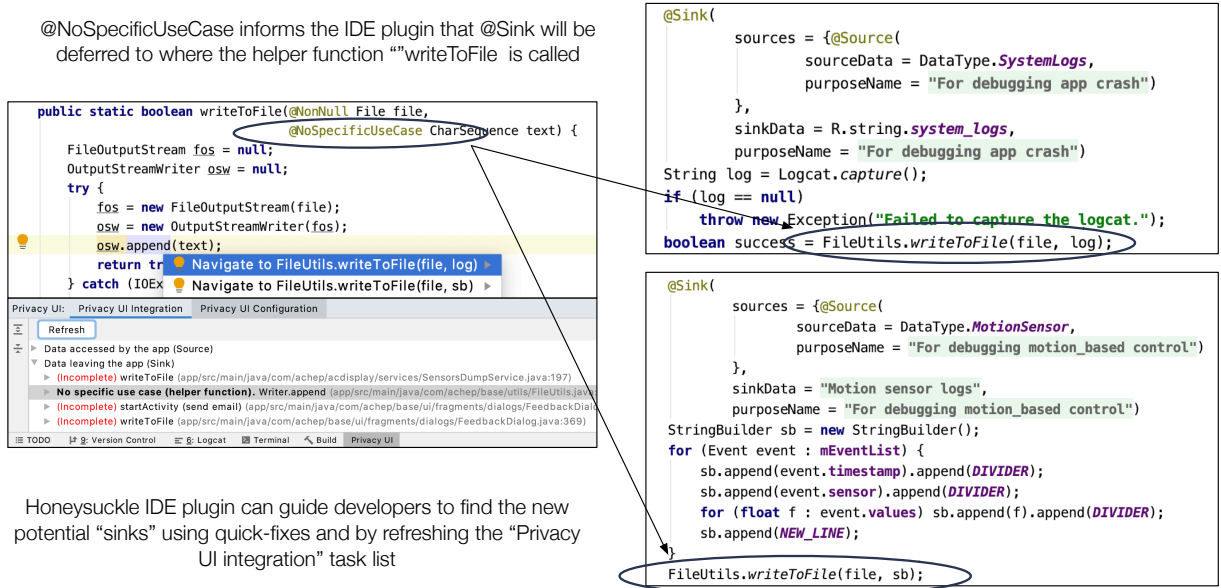 @NoSpecificUseCase informs the IDE plugin that @Sink will be
deferred to where the helper function “”writeToFile  is called
public static boolean writeToFile(@NonNull File file,
@NoSpecificUseCase CharSequence text) {
FileOutputStream fos = null;
OutputStreamWriter osw = null;
try {
fos = new FileOutputStream(file);
osw = new OutputStreamWriter(fos);
osw.append(text);
return tr
Navigate to FileUtils.writeToFile(file, log)
} catch (IOEx
Navigate to FileUtils.writeToFile(file, sb)
Privacy UI: Privacy UI Integration Privacy UI Configuration
Refresh
Data accessed by the app (Source)
Data leaving the app (Sink)
(Incomplete) writeToFile (app/src/main/java/com/achep/acdisplay/services/SensorsDumpService.java:197)
No specific use case (helper function). Writer.append (app/src/main/java/com/achep/base/utils/FileUtils.java:
(Incomplete) startActivity (send email) (app/src/main/java/com/achep/base/ui/fragments/dialogs/FeedbackDialo
(Incomplete) writeToFile (app/src/main/java/com/achep/base/ui/fragments/dialogs/FeedbackDialog.java:369)
TODO 9: Version Control 6: Logcat Terminal Build Privacy UI
Honeysuckle IDE plugin can guide developers to find the new
potential “sinks” using quick-fixes and by refreshing the “Privacy
UI integration” task list
@Sink(
sources = {@Source(
sourceData = DataType.SystemLogs,
purposeName = "For debugging app crash")
},
sinkData = R.string.system_logs,
purposeName = "For debugging app crash")
String log = Logcat.capture();
if (log == null)
throw new Exception("Failed to capture the logcat.");
boolean success = FileUtils.writeToFile(file, log);
@Sink(
sources = {@Source(
sourceData = DataType.MotionSensor,
purposeName = "For debugging motion_based control")
},
sinkData = "Motion sensor logs",
purposeName = "For debugging motion_based control")
StringBuilder sb = new StringBuilder();
for (Event event : mEventList) {
sb.append(event.timestamp).append(DIVIDER);
sb.append(event.sensor).append(DIVIDER);
for (float f : event.values) sb.append(f).append(DIVIDER);
sb.append(NEW_LINE);
}
FileUtils.writeToFile(file, sb);